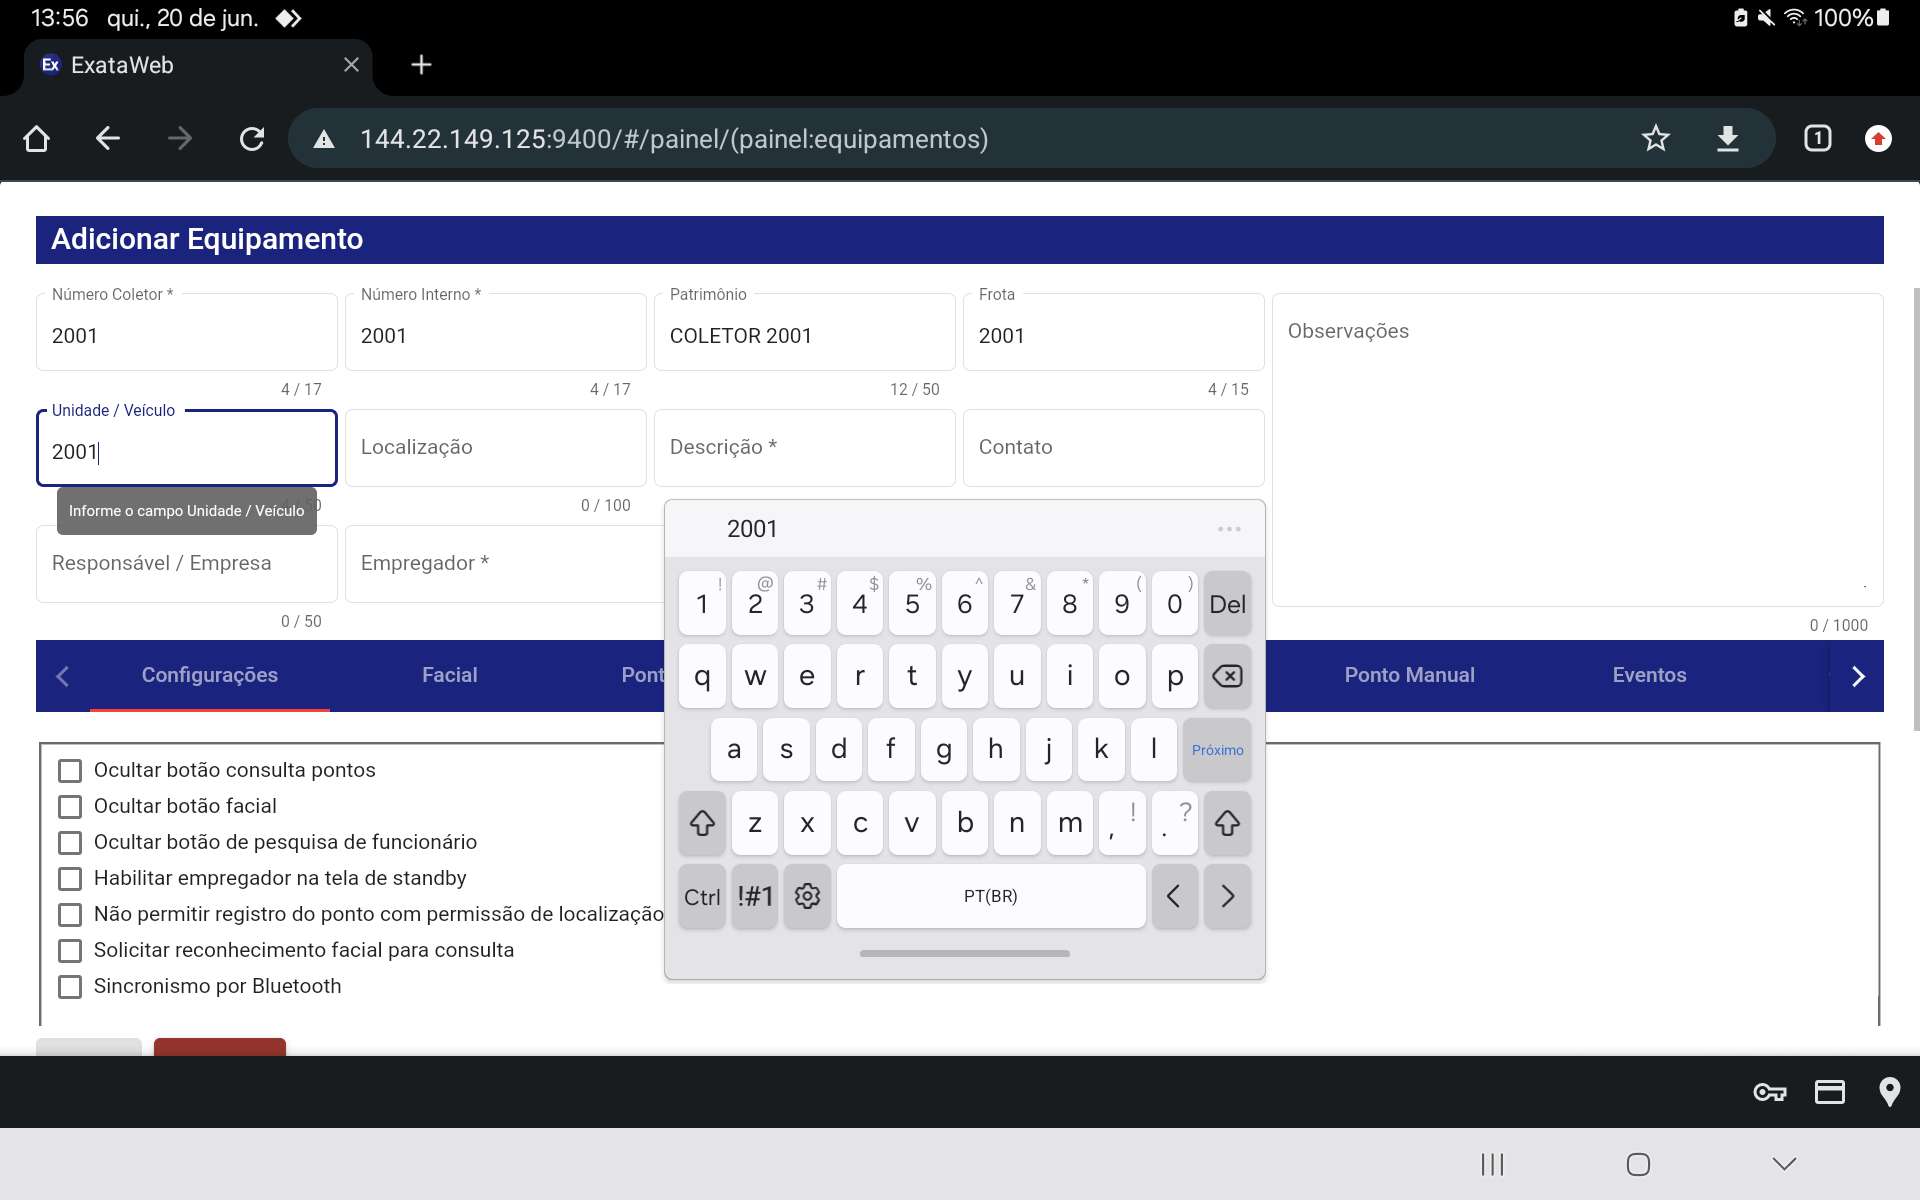 13:56 qui., 20 de jun. 100%
Ex ExataWeb
144.22.149.125:9400/#/painel/(painel:equipamentos) 1
Adicionar Equipamento
Número Coletor * Número Interno * Patrimônio Frota
2001 2001 COLETOR 2001 2001 Observações
4 / 17 4 / 17 12 / 50 4 / 15
Unidade / Veículo
2001 Localização Descrição * Contato
4 / 50 0 / 100
Informe o campo Unidade / Veículo
Responsável / Empresa Empregador *
0 / 50 0 / 1000
Configurações Facial Pont Ponto Manual Eventos
Ocultar botão consulta pontos
Ocultar botão facial
Ocultar botão de pesquisa de funcionário
Habilitar empregador na tela de standby
Não permitir registro do ponto com permissão de localização
Solicitar reconhecimento facial para consulta
Sincronismo por Bluetooth
2001 ...
! @ # $ % ^ & * ( )
1 2 3 4 5 6 7 8 9 0 Del
q w e r t y u i o p
a s d f g h j k l Próximo
z x c v b n m , ! . ?
Ctrl !#1 PT(BR) < >